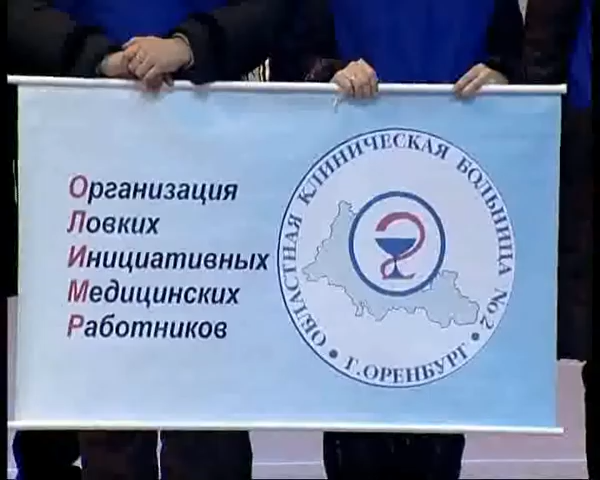 Организация
Ловких
Инициативных
Медицинских
Работников
ОБЛАСТНАЯ КЛИНИЧЕСКАЯ БОЛЬНИЦА №2
• Г.ОРЕНБУРГ •